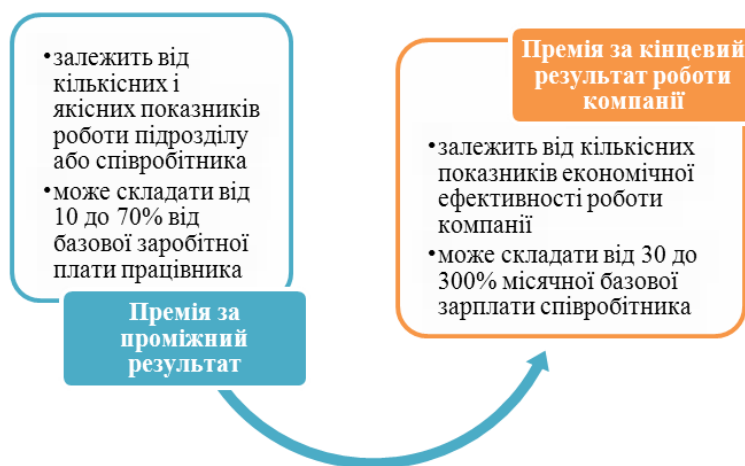 •залежить від
кількісних і
якісних показників
роботи підрозділу
або співробітника
•може складати від
10 до 70% від
базової заробітної
плати працівника
Премія за
проміжний
результат
Премія за кінцевий
результат роботи
компанії
•залежить від кількісних
показників економічної
ефективності роботи
компанії
•може складати від 30 до
300% місячної базової
зарплати співробітника